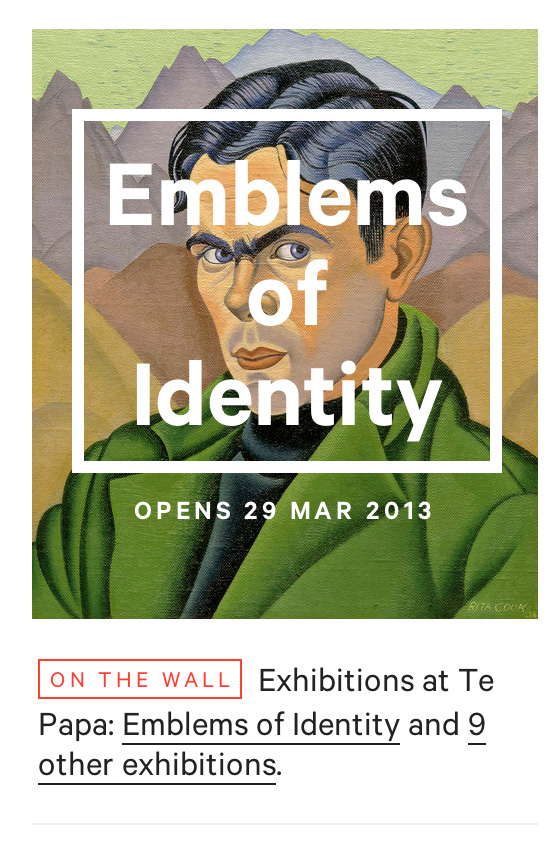 Emblems
of
Identity
OPENS 29 MAR 2013
RITA COOK
ON THE WALL Exhibitions at Te
Papa: Emblems of Identity and 9
other exhibitions.